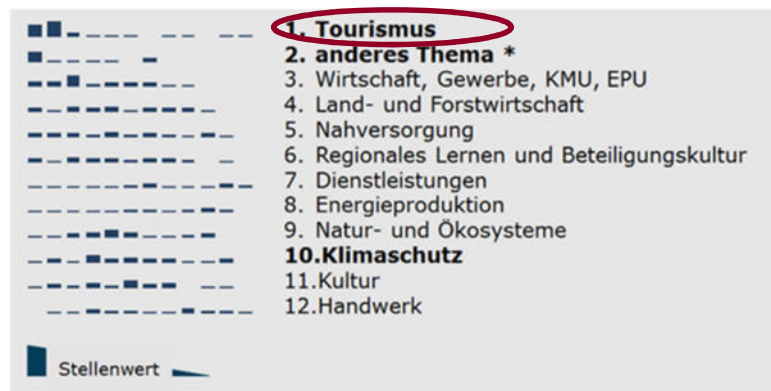 1. Tourismus
2. anderes Thema *
3. Wirtschaft, Gewerbe, KMU, EPU
4. Land- und Forstwirtschaft
5. Nahversorgung
6. Regionales Lernen und Beteiligungskultur
7. Dienstleistungen
8. Energieproduktion
9. Natur- und Ökosysteme
10.Klimaschutz
11.Kultur
12.Handwerk
Stellenwert